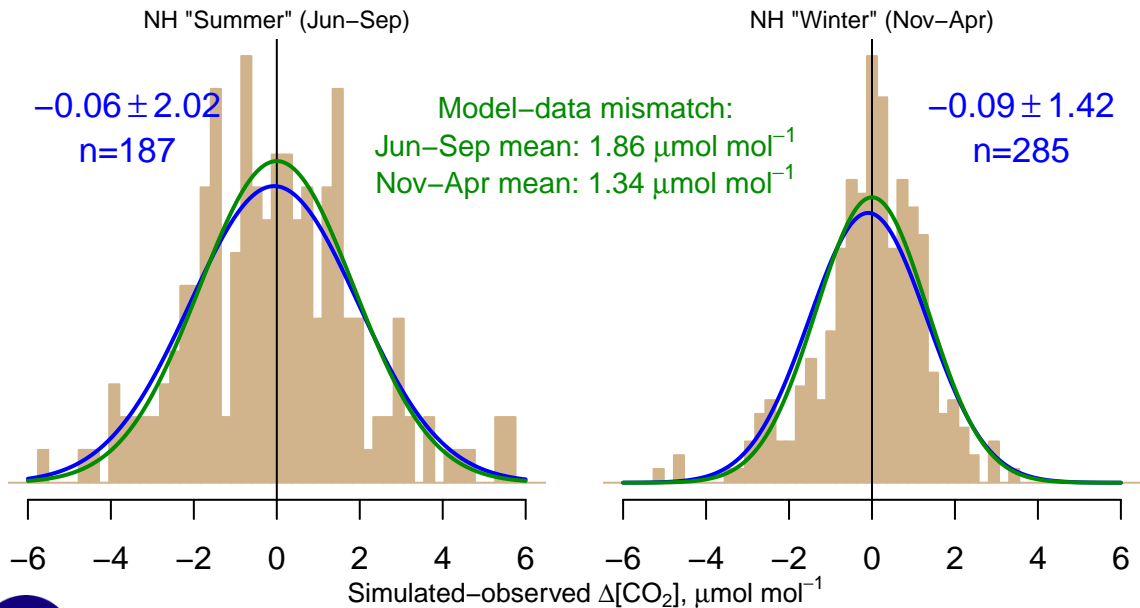 NH "Summer" (Jun−Sep)
NH "Winter" (Nov−Apr)
−0.06 ± 2.02
n=187
Model−data mismatch:
Jun−Sep mean: 1.86 μmol mol⁻¹
Nov−Apr mean: 1.34 μmol mol⁻¹
−0.09 ± 1.42
n=285
−6 −4 −2 0 2 4 6
−6 −4 −2 0 2 4 6
Simulated−observed Δ[CO₂], μmol mol⁻¹